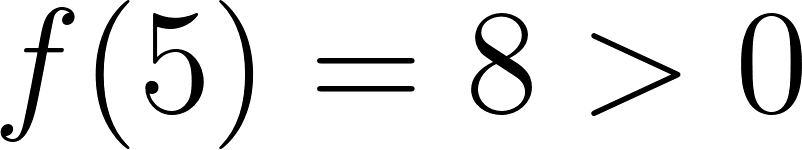 f(5) = 8 > 0